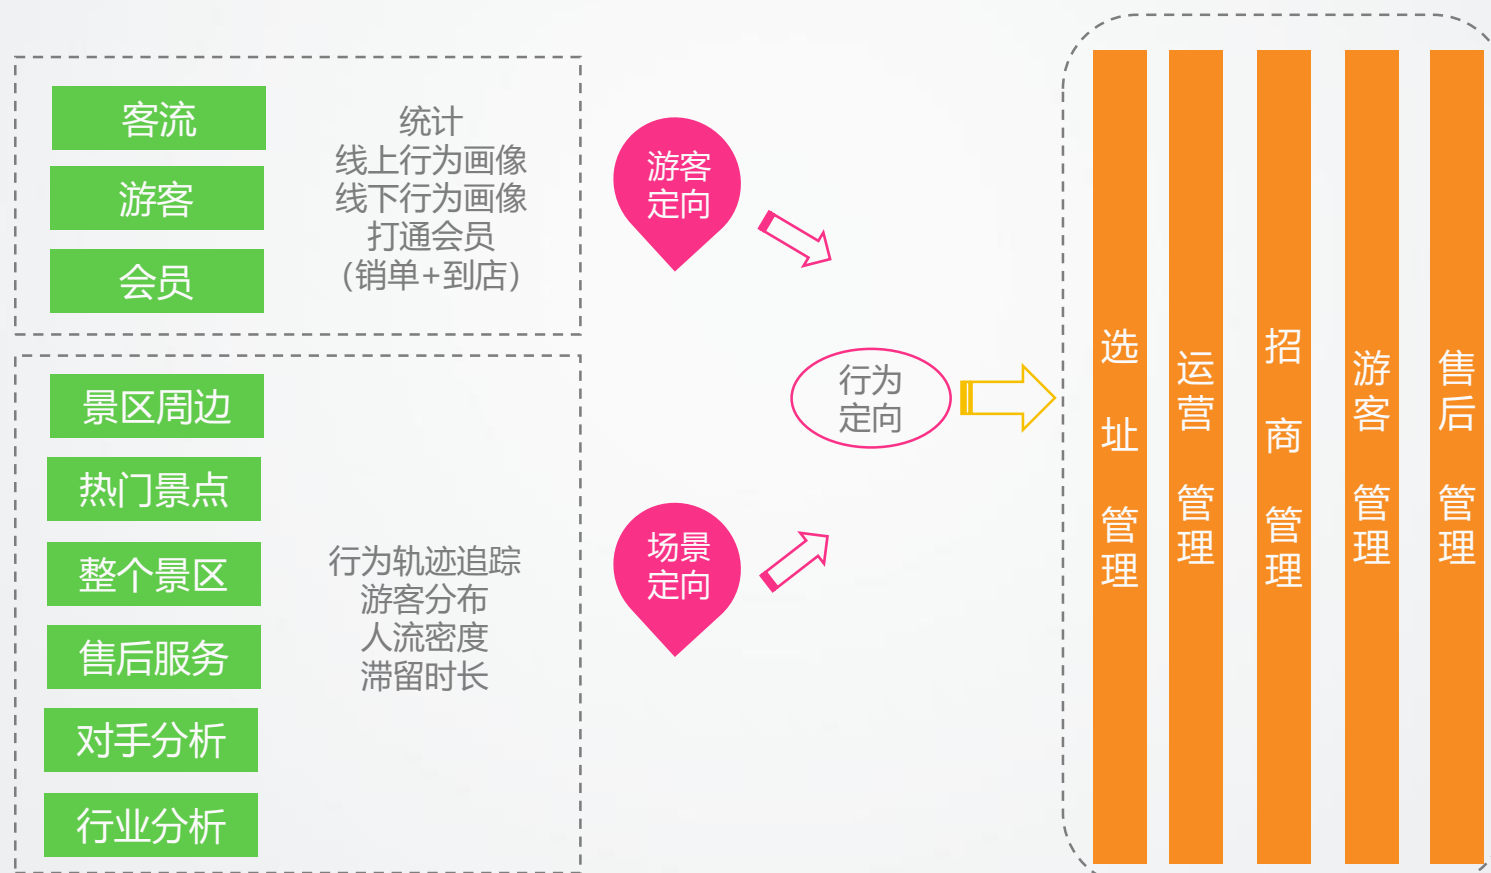 客流
游客
会员
统计
线上行为画像
线下行为画像
打通会员
(销单+到店)
游客
定向
景区周边
热门景点
整个景区
售后服务
对手分析
行业分析
行为轨迹追踪
游客分布
人流密度
滞留时长
场景
定向
行为
定向
选址管理
运营管理
招商管理
游客管理
售后管理